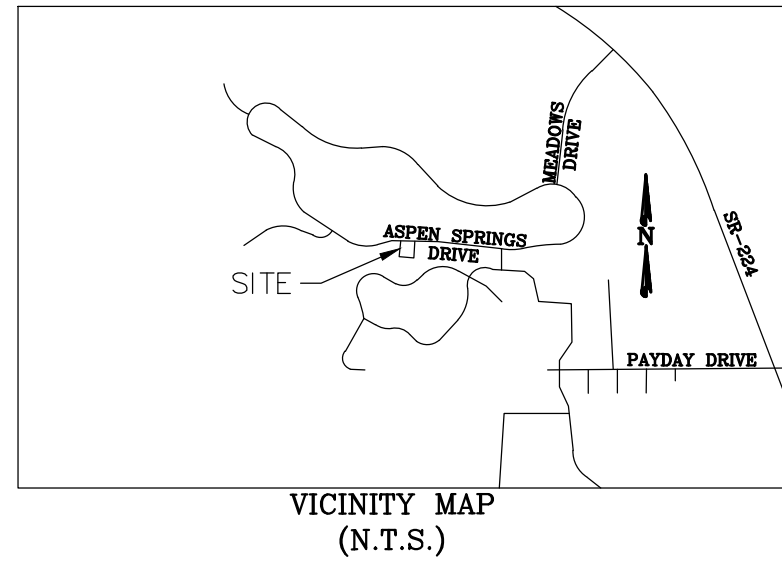 MEADOWS
DRIVE
ASPEN SPRINGS
DRIVE
N
SR-224
SITE
PAYDAY DRIVE
VICINITY MAP
(N.T.S.)